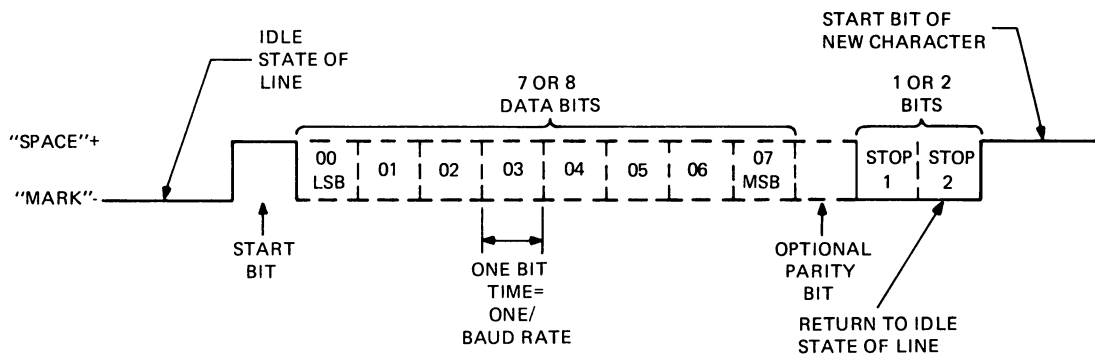 START BIT OF
NEW CHARACTER
IDLE
STATE OF
LINE
7 OR 8
DATA BITS
1 OR 2
BITS
"SPACE"+
"MARK"-
00
LSB
01
02
03
04
05
06
07
MSB
STOP
1
STOP
2
START
BIT
ONE BIT
TIME=
ONE/
BAUD RATE
OPTIONAL
PARITY
BIT
RETURN TO IDLE
STATE OF LINE